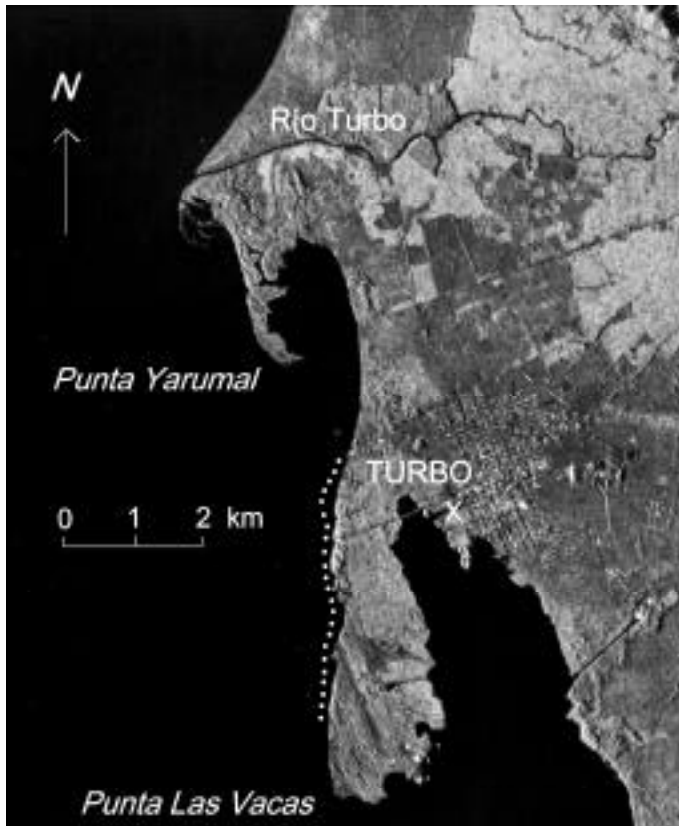 N
Río Turbo
Punta Yarumal
TURBO
X
0 1 2 km
Punta Las Vacas